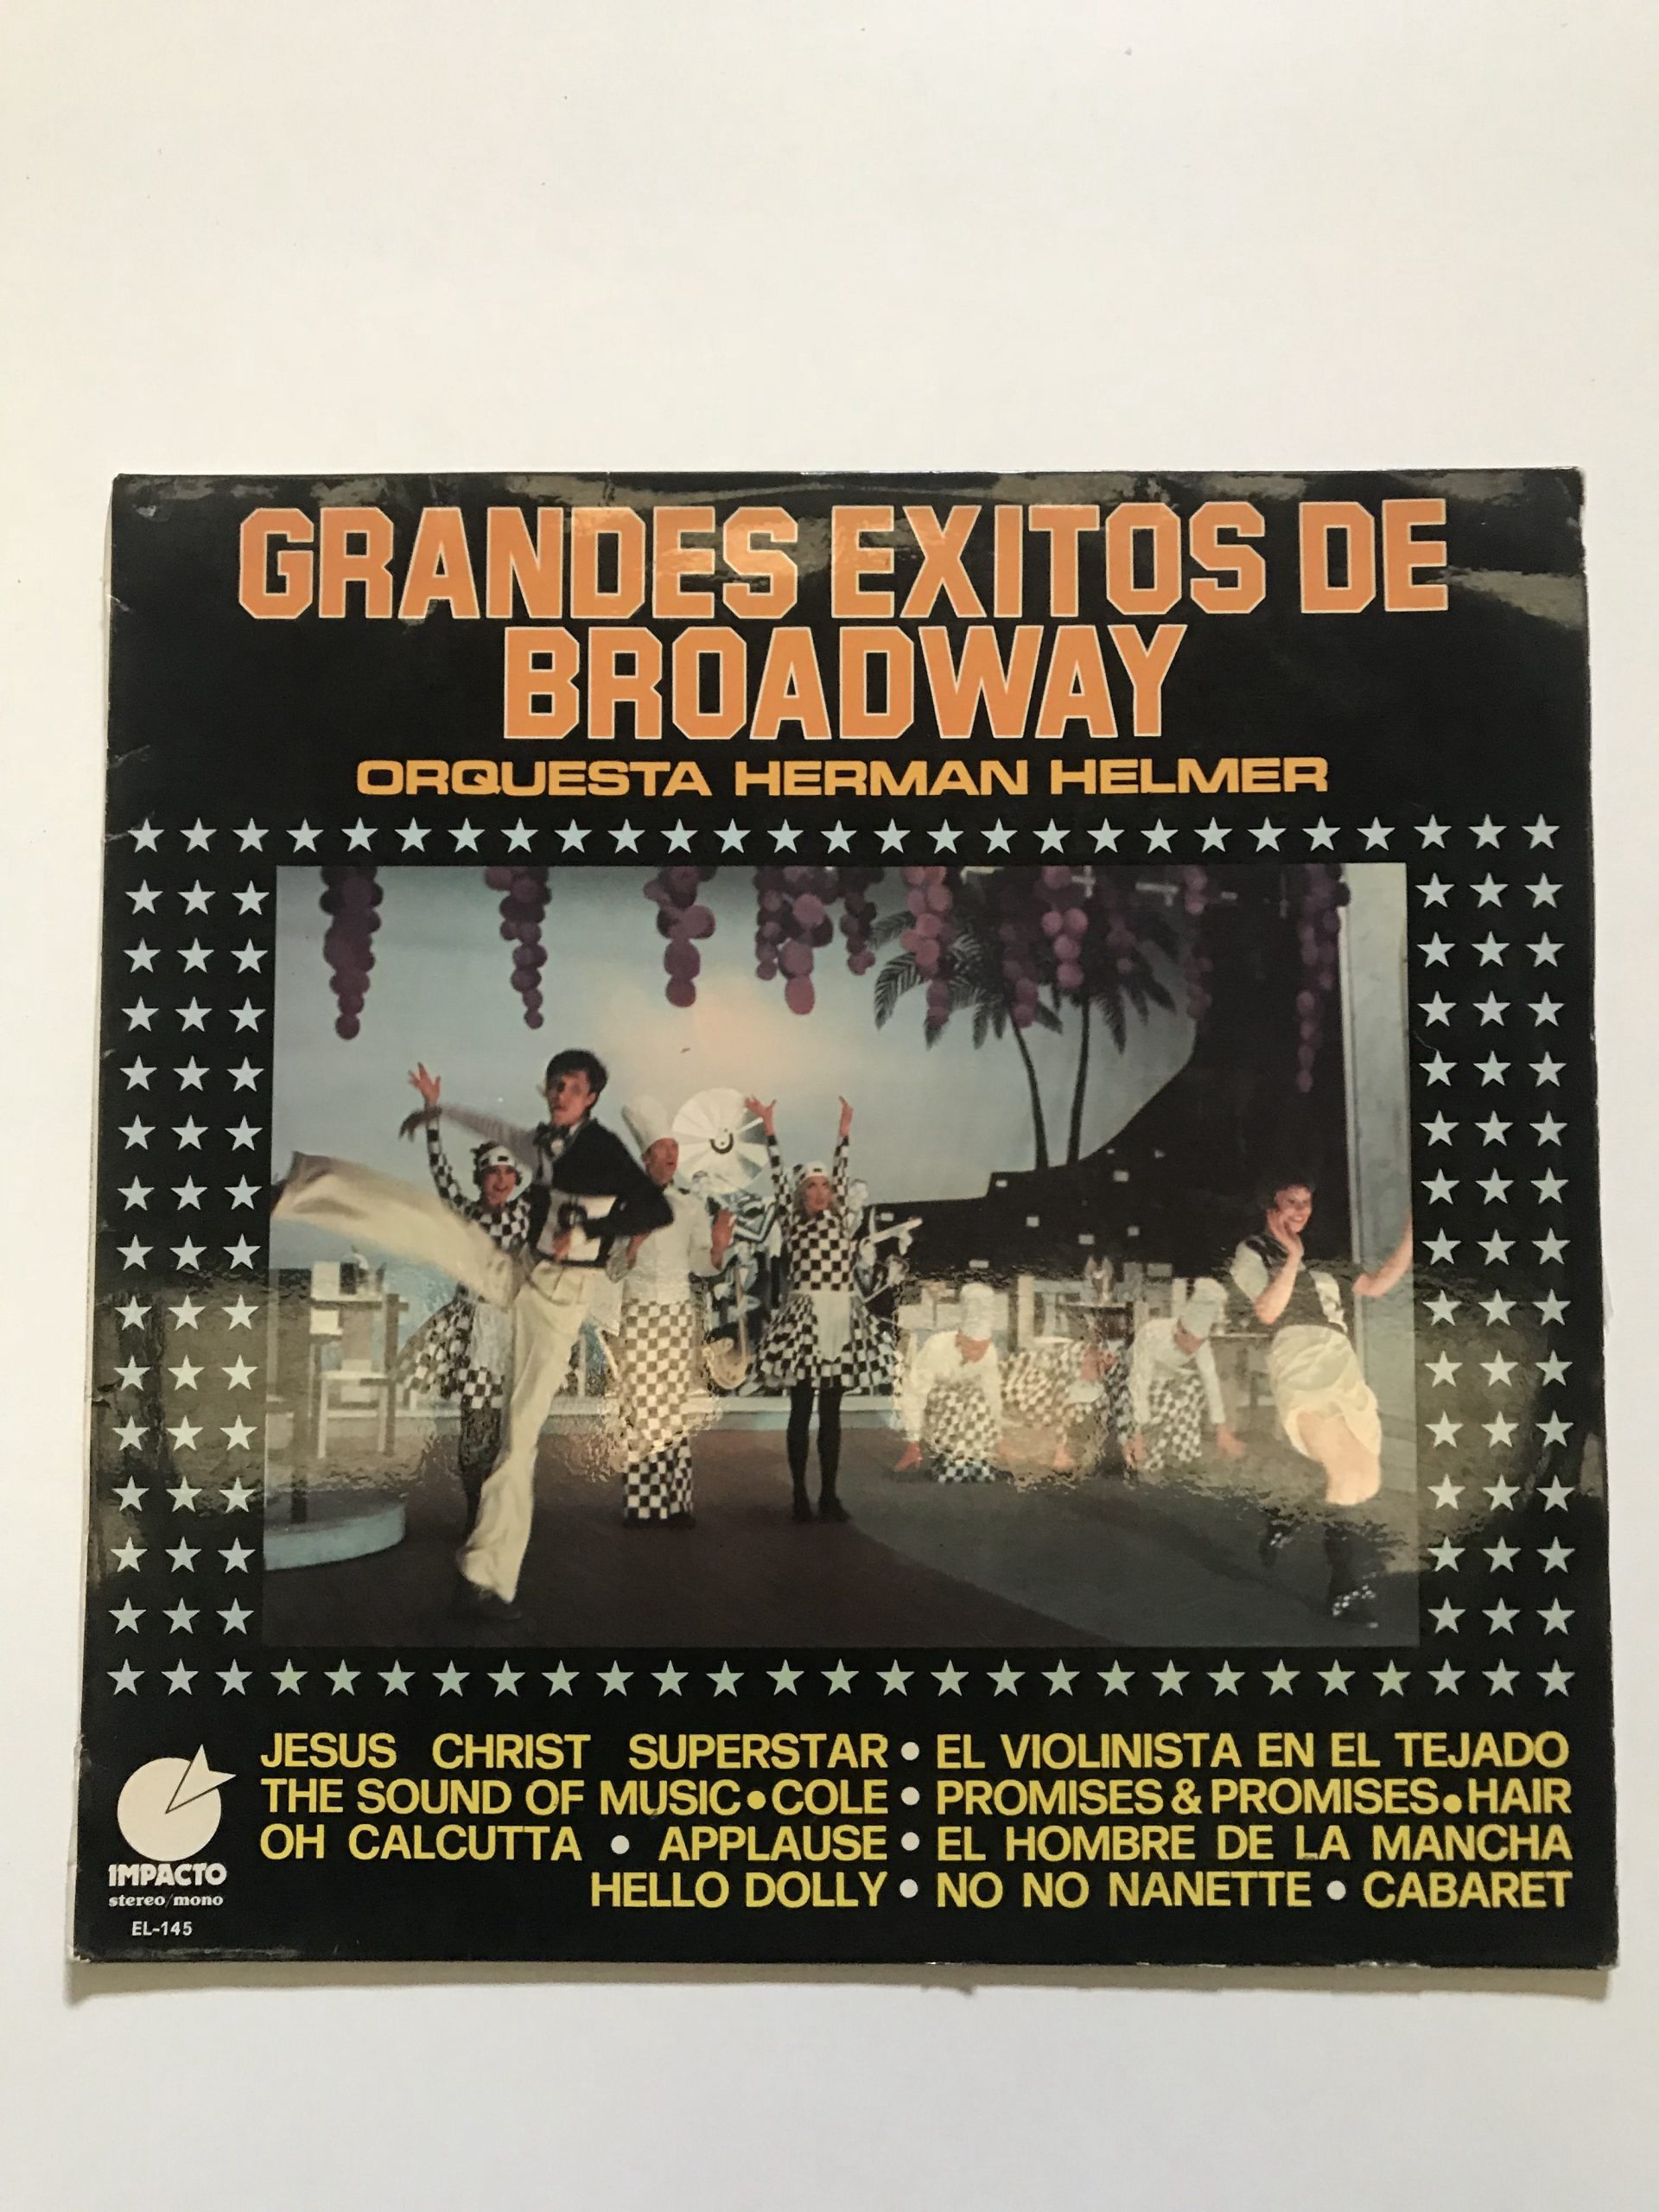 GRANDES EXITOS DE
BROADWAY
ORQUESTA HERMAN HELMER
JESUS CHRIST SUPERSTAR • EL VIOLINISTA EN EL TEJADO
THE SOUND OF MUSIC • COLE • PROMISES & PROMISES • HAIR
OH CALCUTTA • APPLAUSE • EL HOMBRE DE LA MANCHA
HELLO DOLLY • NO NO NANETTE • CABARET
IMPACTO
stereo/mono
EL-145